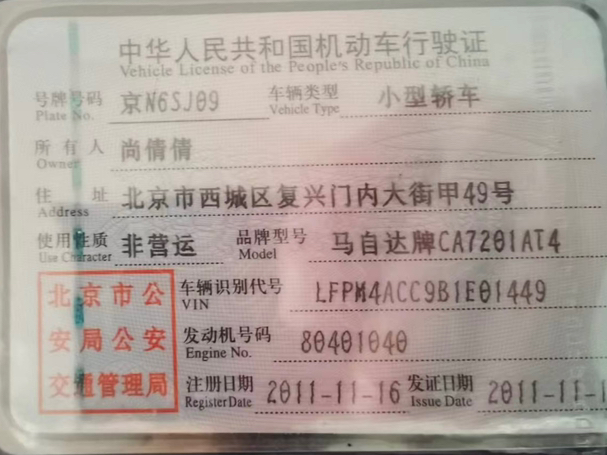 中华人民共和国机动车行驶证
Vehicle License of the People's Republic of China
号牌号码 京N6SJ09 车辆类型 小型轿车
Plate No. Vehicle Type
所有人 尚倩倩
Owner
住址 北京市西城区复兴门内大街甲49号
Address
使用性质 非营运 品牌型号 马自达牌CA7201AT4
Use Character Model
北京市公 车辆识别代号 LFPM4ACC9B1E01449
VIN
安局公安 发动机号码 80401040
Engine No.
交通管理局 注册日期 2011-11-16 发证日期 2011-11-1
Register Date Issue Date